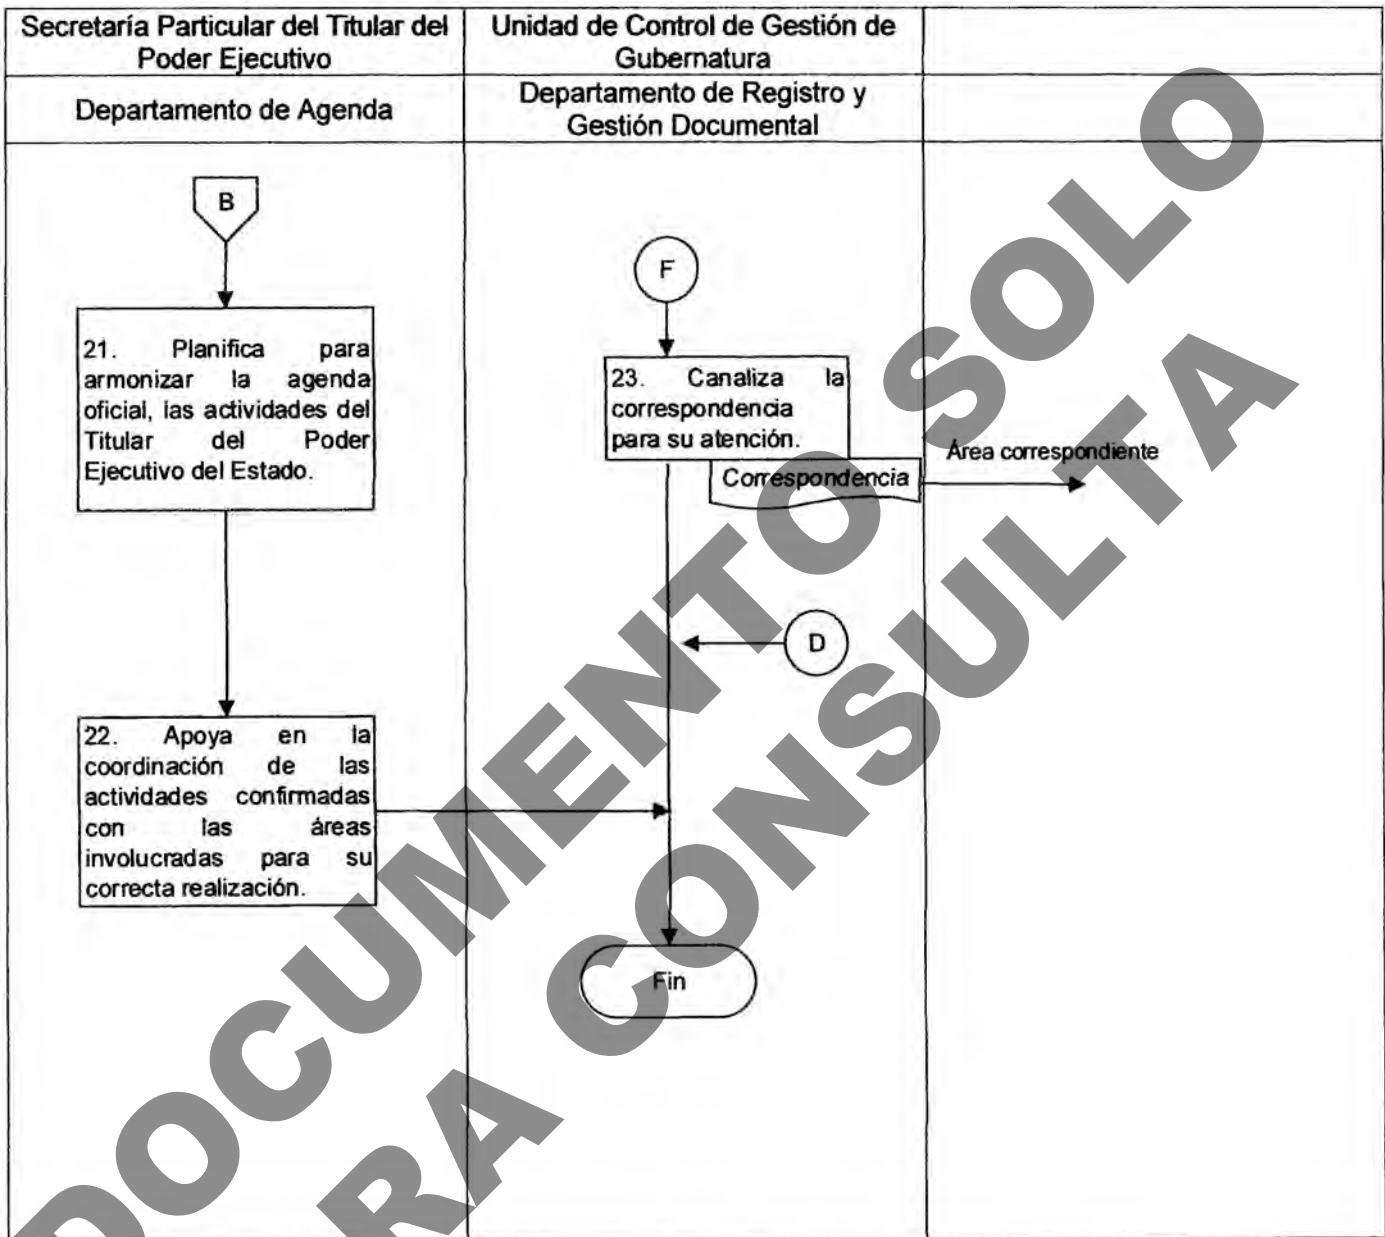 Secretaría Particular del Titular del
Poder Ejecutivo
Unidad de Control de Gestión de
Gubernatura
Departamento de Agenda
Departamento de Registro y
Gestión Documental
B
21. Planifica para
armonizar la agenda
oficial, las actividades del
Titular del Poder
Ejecutivo del Estado.
22. Apoya en la
coordinación de las
actividades confirmadas
con las áreas
involucradas para su
correcta realización.
F
23. Canaliza la
correspondencia
para su atención.
Correspondencia
Área correspondiente
D
Fin
DOCUMENTO SOLO
RA CONSULTA